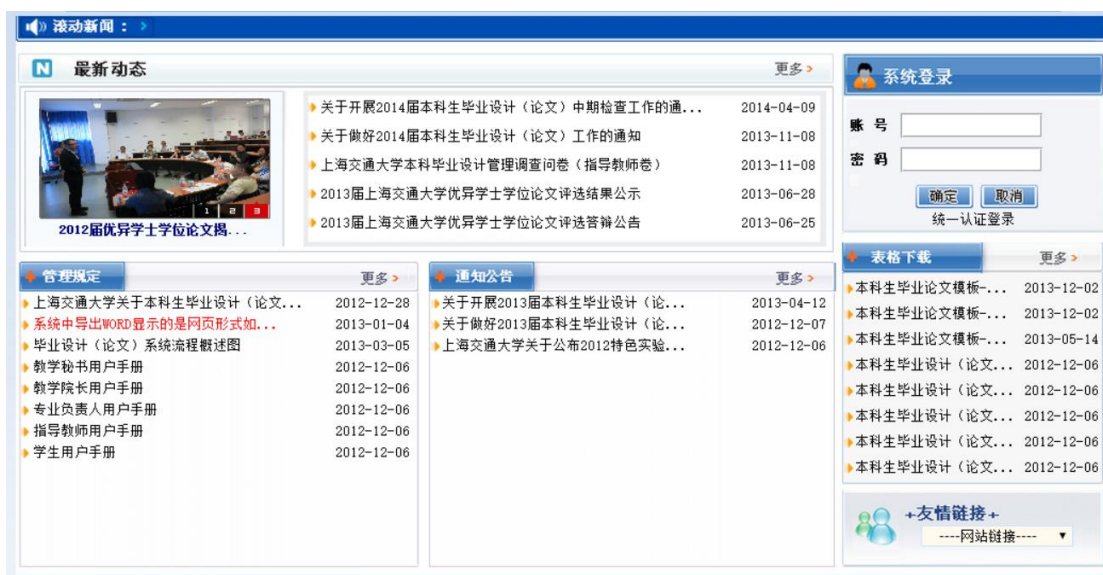 滚动新闻： >
最新动态
更多>
关于开展2014届本科生毕业设计（论文）中期检查工作的通... 2014-04-09
关于做好2014届本科生毕业设计（论文）工作的通知 2013-11-08
上海交通大学本科毕业设计管理调查问卷（指导教师卷） 2013-11-08
2013届上海交通大学优异学士学位论文评选结果公示 2013-06-28
2013届上海交通大学优异学士学位论文评选答辩公告 2013-06-25
1 2 3
2012届优异学士学位论文揭...
系统登录
账 号
密 码
确定 取消
统一认证登录
管理规定
更多>
上海交通大学关于本科生毕业设计（论文... 2012-12-28
系统中导出WORD显示的是网页形式如... 2013-01-04
毕业设计（论文）系统流程概述图 2013-03-05
教学秘书用户手册 2012-12-06
教学院长用户手册 2012-12-06
专业负责人用户手册 2012-12-06
指导教师用户手册 2012-12-06
学生用户手册 2012-12-06
通知公告
更多>
关于开展2013届本科生毕业设计（论... 2013-04-12
关于做好2013届本科生毕业设计（论... 2012-12-07
上海交通大学关于公布2012特色实验... 2012-12-06
表格下载
更多>
本科生毕业论文模板-... 2013-12-02
本科生毕业论文模板-... 2013-12-02
本科生毕业论文模板-... 2013-05-14
本科生毕业设计（论文... 2012-12-06
本科生毕业设计（论文... 2012-12-06
本科生毕业设计（论文... 2012-12-06
本科生毕业设计（论文... 2012-12-06
本科生毕业设计（论文... 2012-12-06
+友情链接+
----网站链接----